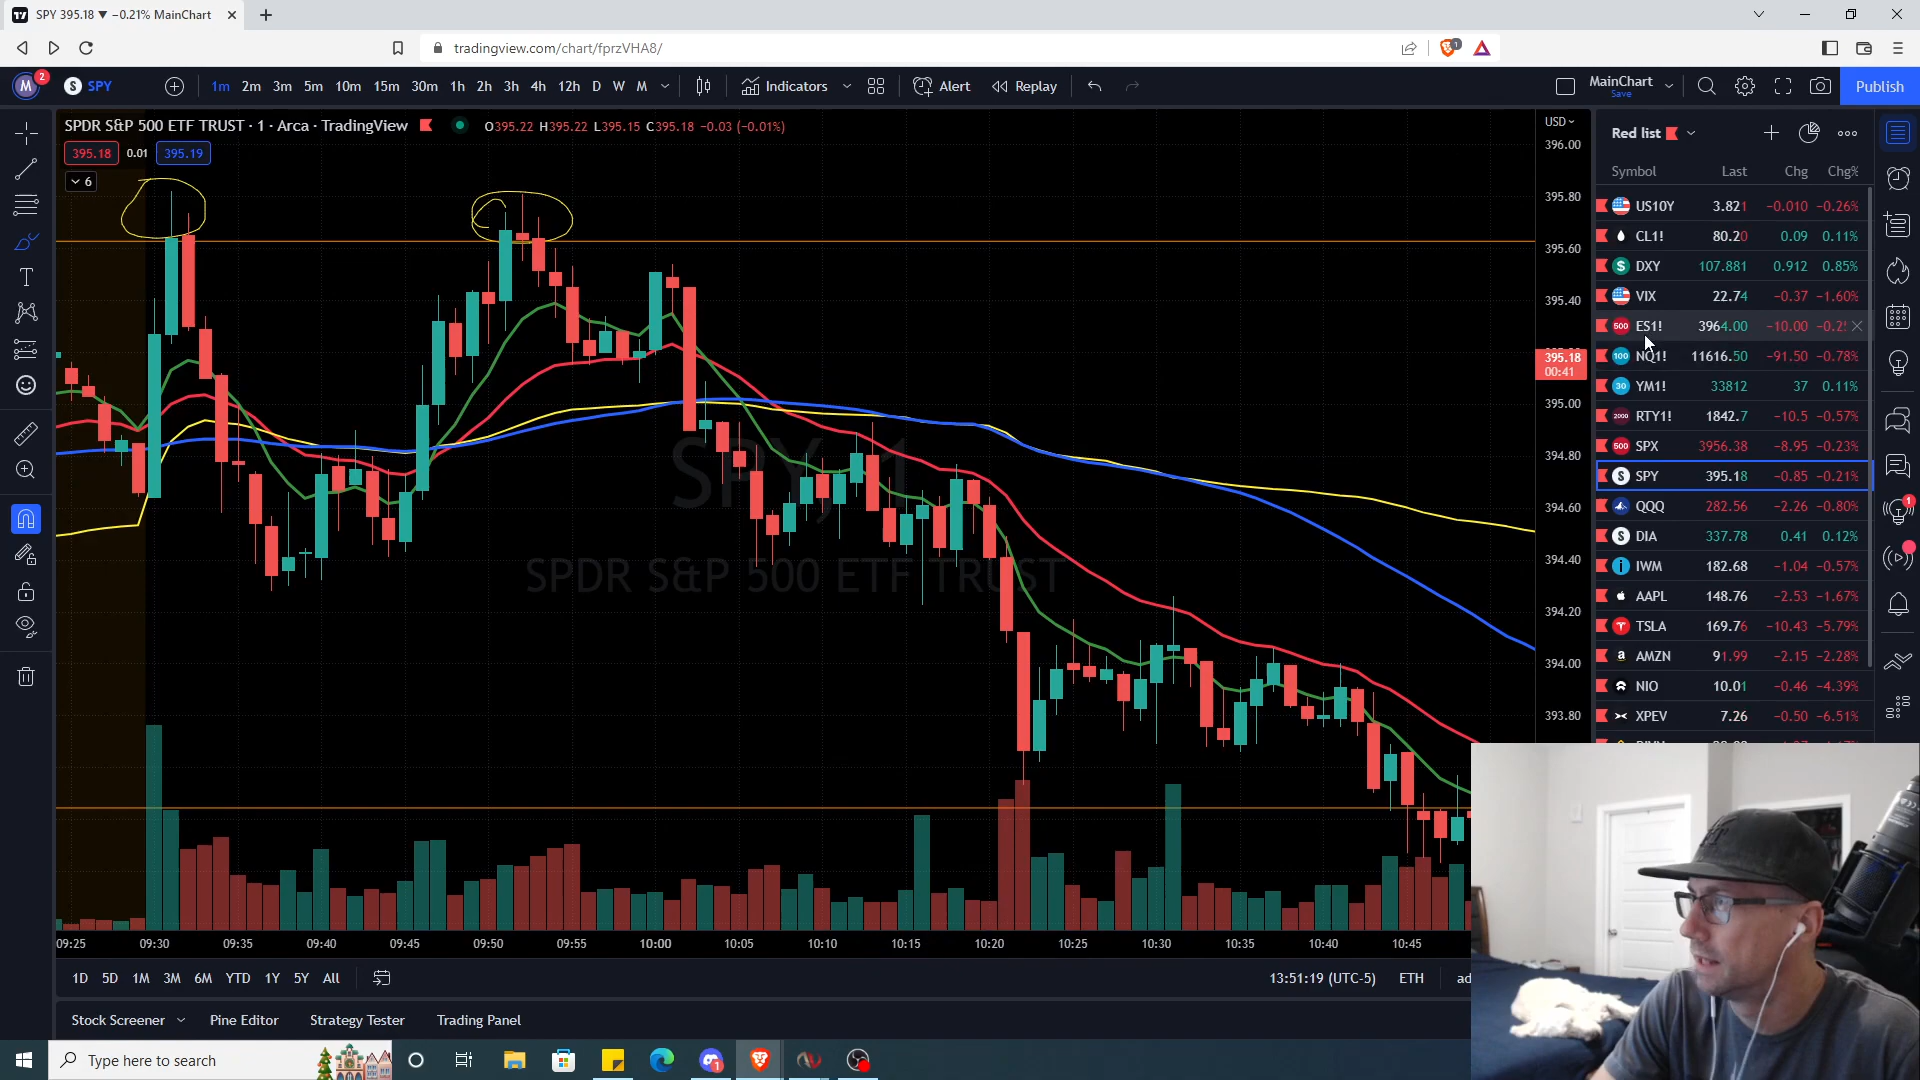 SPY 395.18 ▼ −0.21% MainChart
tradingview.com/chart/fprzVHA8/
1
M
2
S
SPY
1m 2m 3m 5m 10m 15m 30m 1h 2h 3h 4h 12h D W M
Indicators
Alert
Replay
MainChart
Save
Publish
SPDR S&P 500 ETF TRUST · 1 · Arca · TradingView
O395.22 H395.22 L395.15 C395.18 −0.03 (−0.01%)
395.18 0.01 395.19
6
SPY, 1
SPDR S&P 500 ETF TRUST
USD
396.00
395.80
395.60
395.40
395.18
00:41
395.00
394.80
394.60
394.40
394.20
394.00
393.80
09:25 09:30 09:35 09:40 09:45 09:50 09:55 10:00 10:05 10:10 10:15 10:20 10:25 10:30 10:35 10:40 10:45
1D 5D 1M 3M 6M YTD 1Y 5Y All
13:51:19 (UTC-5) ETH
Stock Screener Pine Editor Strategy Tester Trading Panel
Red list
Symbol Last Chg Chg%
US10Y 3.821 −0.010 −0.26%
CL1! 80.20 0.09 0.11%
DXY 107.881 0.912 0.85%
VIX 22.74 −0.37 −1.60%
500 ES1! 3964.00 −10.00
100 NQ1! 11616.50 −91.50 −0.78%
30 YM1! 33812 37 0.11%
2000 RTY1! 1842.7 −10.5 −0.57%
500 SPX 3956.38 −8.95 −0.23%
S SPY 395.18 −0.85 −0.21%
QQQ 282.56 −2.26 −0.80%
S DIA 337.78 0.41 0.12%
IWM 182.68 −1.04 −0.57%
AAPL 148.76 −2.53 −1.67%
TSLA 169.76 −10.43 −5.79%
a AMZN 91.99 −2.15 −2.28%
NIO 10.01 −0.46 −4.39%
XPEV 7.26 −0.50 −6.51%
1
Type here to search
1